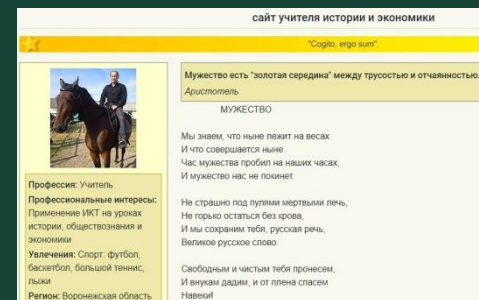 сайт учителя истории и экономики
"Cogito, ergo sum".
Мужество есть "золотая середина" между трусостью и отчаянностью.
Аристотель
МУЖЕСТВО
Мы знаем, что ныне лежит на весах
И что совершается ныне.
Час мужества пробил на наших часах,
И мужество нас не покинет.
Не страшно под пулями мертвыми лечь,
Не горько остаться без крова,
И мы сохраним тебя, русская речь,
Великое русское слово.
Свободным и чистым тебя пронесем,
И внукам дадим, и от плена спасем
Навеки!
Профессия: Учитель
Профессиональные интересы:
Применение ИКТ на уроках
истории, обществознания и
экономики
Увлечения: Спорт: футбол,
баскетбол, большой теннис,
лыжи
Регион: Воронежская область